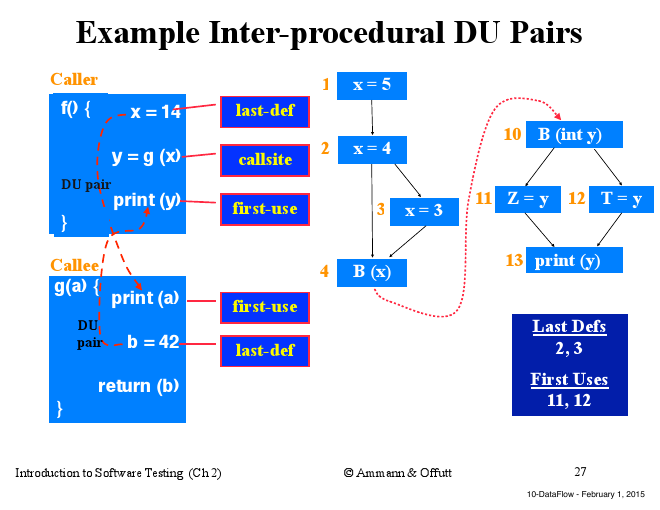 Example Inter-procedural DU Pairs
Caller
f() {
x = 14
y = g (x)
DU pair
print (y)
}
last-def
callsite
first-use
Callee
g(a) {
print (a)
DU
pair
b = 42
return (b)
}
first-use
last-def
1
x = 5
2
x = 4
3
x = 3
4
B (x)
10
B (int y)
11
Z = y
12
T = y
13
print (y)
Last Defs
2, 3
First Uses
11, 12
Introduction to Software Testing (Ch 2)
© Ammann & Offutt
27
10-DataFlow - February 1, 2015